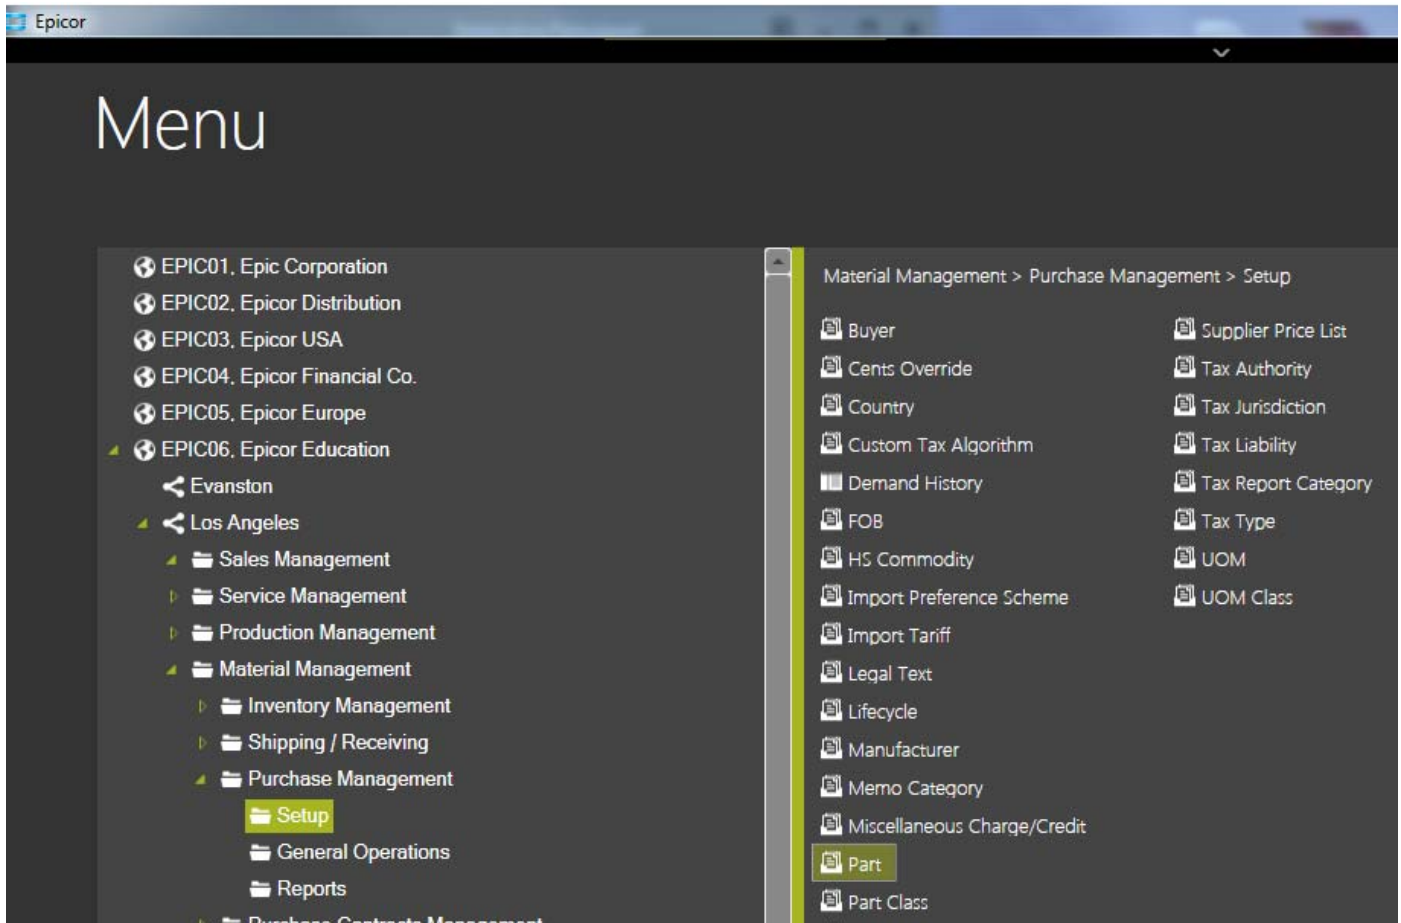 Epicor
Menu
EPIC01, Epic Corporation
EPIC02, Epicor Distribution
EPIC03, Epicor USA
EPIC04, Epicor Financial Co.
EPIC05, Epicor Europe
EPIC06, Epicor Education
Evanston
Los Angeles
Sales Management
Service Management
Production Management
Material Management
Inventory Management
Shipping / Receiving
Purchase Management
Setup
General Operations
Reports
Purchase Contracts Management
Material Management > Purchase Management > Setup
Buyer
Cents Override
Country
Custom Tax Algorithm
Demand History
FOB
HS Commodity
Import Preference Scheme
Import Tariff
Legal Text
Lifecycle
Manufacturer
Memo Category
Miscellaneous Charge/Credit
Part
Part Class
Supplier Price List
Tax Authority
Tax Jurisdiction
Tax Liability
Tax Report Category
Tax Type
UOM
UOM Class